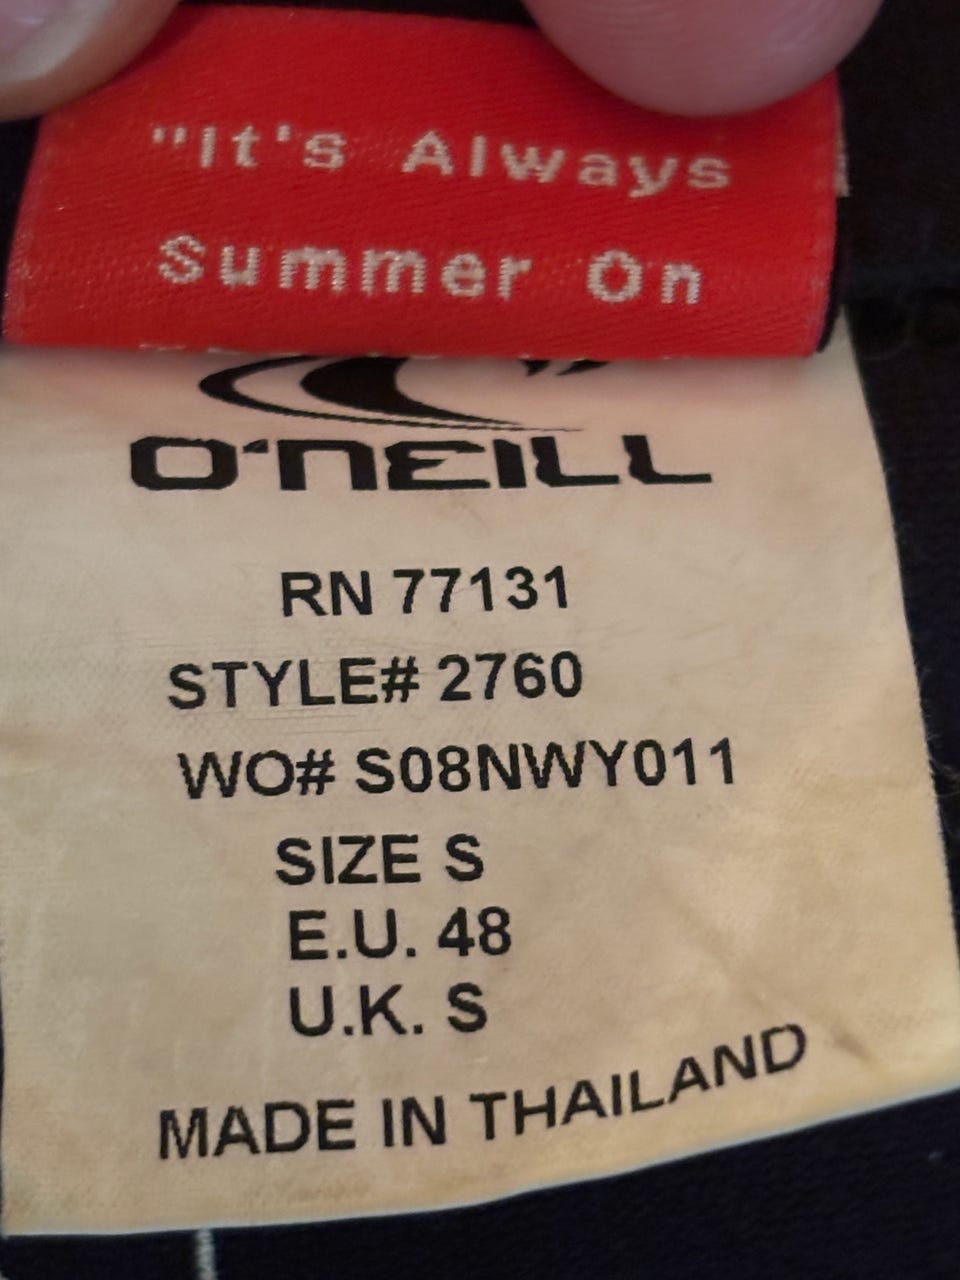 "It's Always
Summer On
O'NEILL
RN 77131
STYLE# 2760
WO# S08NWY011
SIZE S
E.U. 48
U.K. S
MADE IN THAILAND